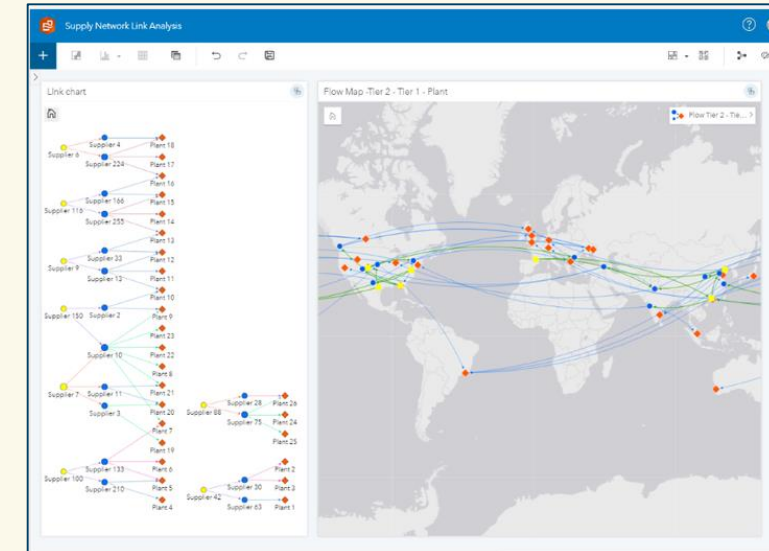 Supply Network Link Analysis
Link chart
Supplier 6
Supplier 4
Plant 18
Supplier 224
Plant 17
Plant 16
Supplier 116
Supplier 166
Plant 15
Supplier 255
Plant 14
Plant 13
Supplier 9
Supplier 33
Plant 12
Supplier 13
Plant 11
Plant 10
Supplier 150
Supplier 2
Plant 9
Plant 23
Supplier 10
Plant 22
Plant 8
Supplier 7
Supplier 11
Plant 21
Supplier 3
Plant 20
Plant 7
Plant 19
Supplier 100
Supplier 133
Plant 6
Supplier 210
Plant 5
Plant 4
Supplier 88
Supplier 28
Plant 26
Supplier 75
Plant 24
Plant 25
Plant 2
Supplier 42
Supplier 30
Plant 3
Supplier 63
Plant 1
Flow Map -Tier 2 - Tier 1 - Plant
Flow Tier 2 - Tie...